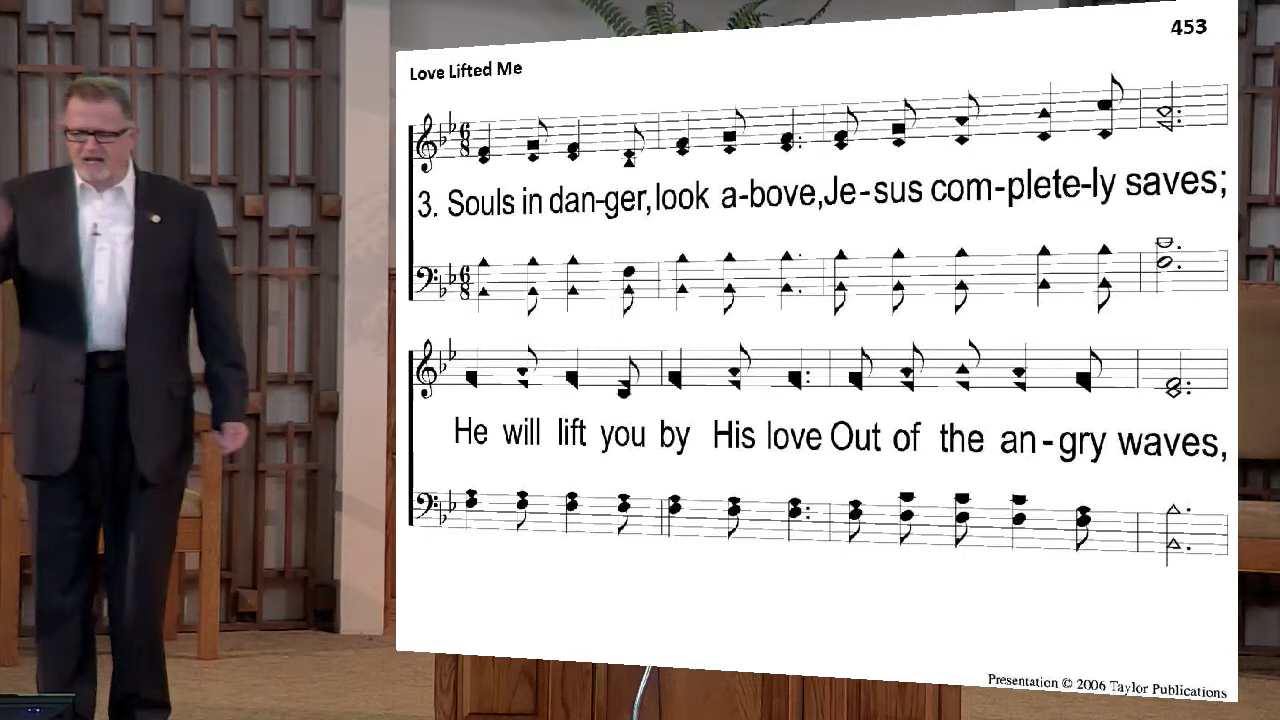 453
Love Lifted Me
3. Souls in dan-ger, look a-bove, Je-sus com-plete-ly saves;
He will lift you by His love Out of the an-gry waves,
Presentation © 2006 Taylor Publications